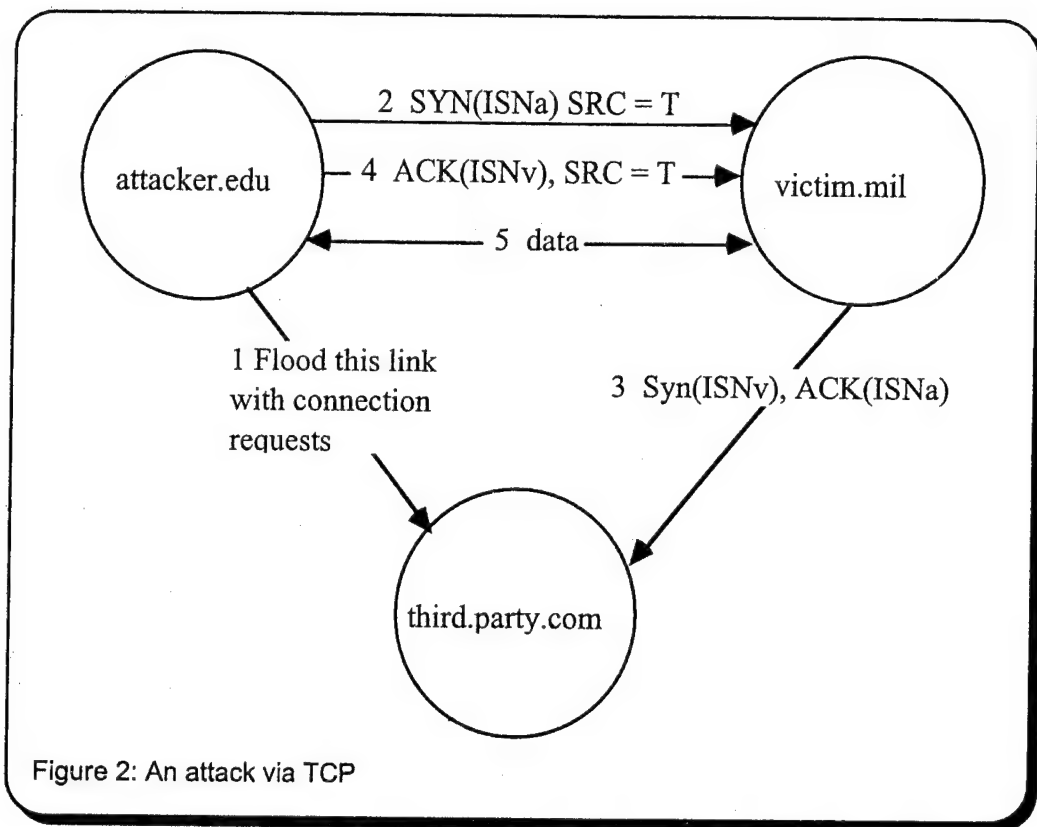 2 SYN(ISNa) SRC = T
attacker.edu
4 ACK(ISNv), SRC = T
victim.mil
5 data
1 Flood this link
with connection
requests
3 Syn(ISNv), ACK(ISNa)
third.party.com
Figure 2: An attack via TCP